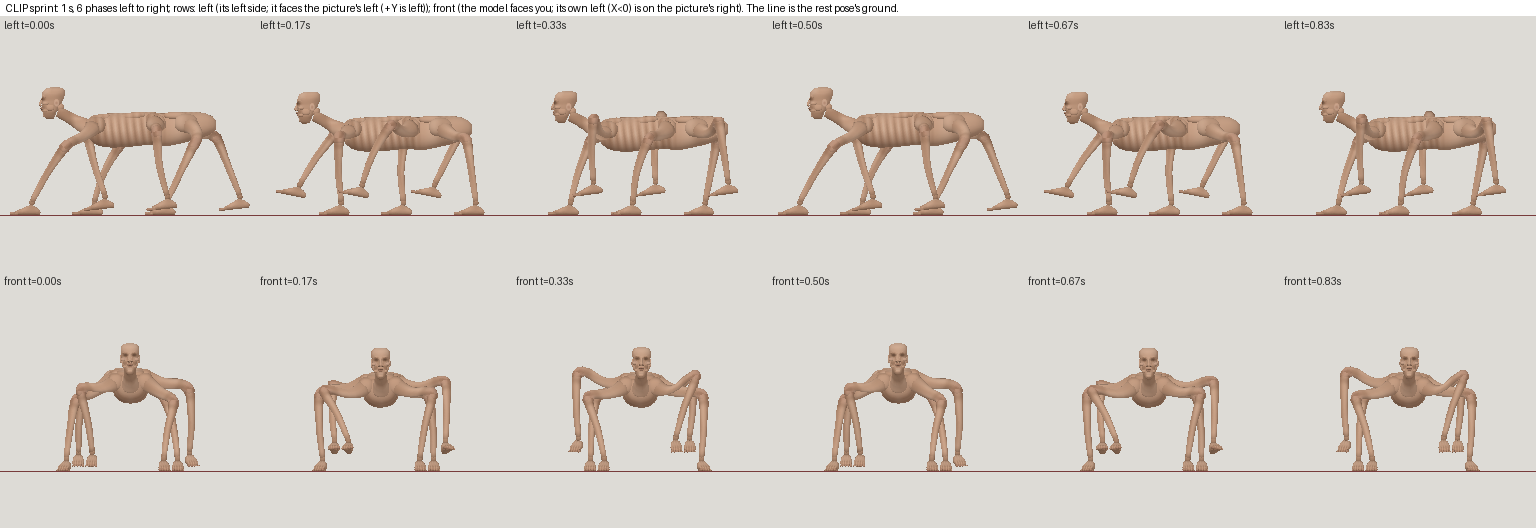 CLIP sprint: 1 s, 6 phases left to right; rows: left (its left side; it faces the picture's left (+Y is left)); front (the model faces you; its own left (X<0) is on the picture's right). The line is the rest pose's ground.
left t=0.00s left t=0.17s left t=0.33s left t=0.50s left t=0.67s left t=0.83s
front t=0.00s front t=0.17s front t=0.33s front t=0.50s front t=0.67s front t=0.83s